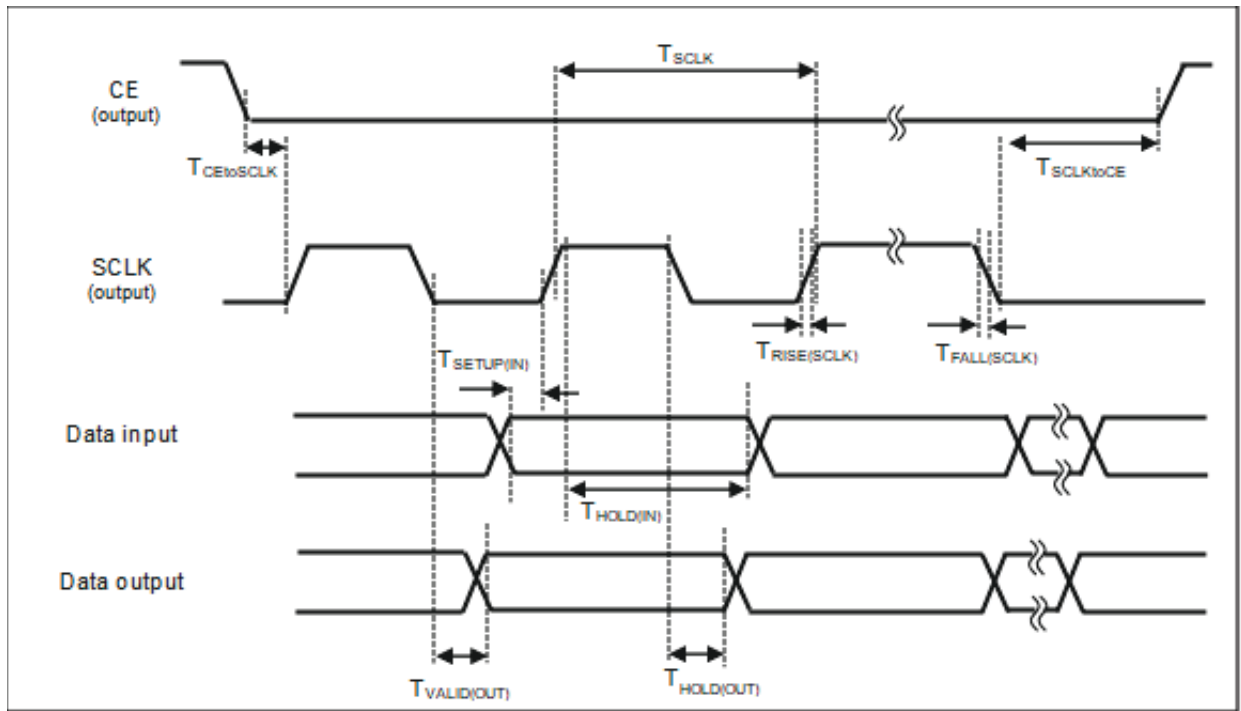 TSCLK
CE
(output)
TCEtoSCLK
TSCLKtoCE
SCLK
(output)
TSETUP(IN)
TRISE(SCLK)
TFALL(SCLK)
Data input
THOLD(IN)
Data output
TVALID(OUT)
THOLD(OUT)